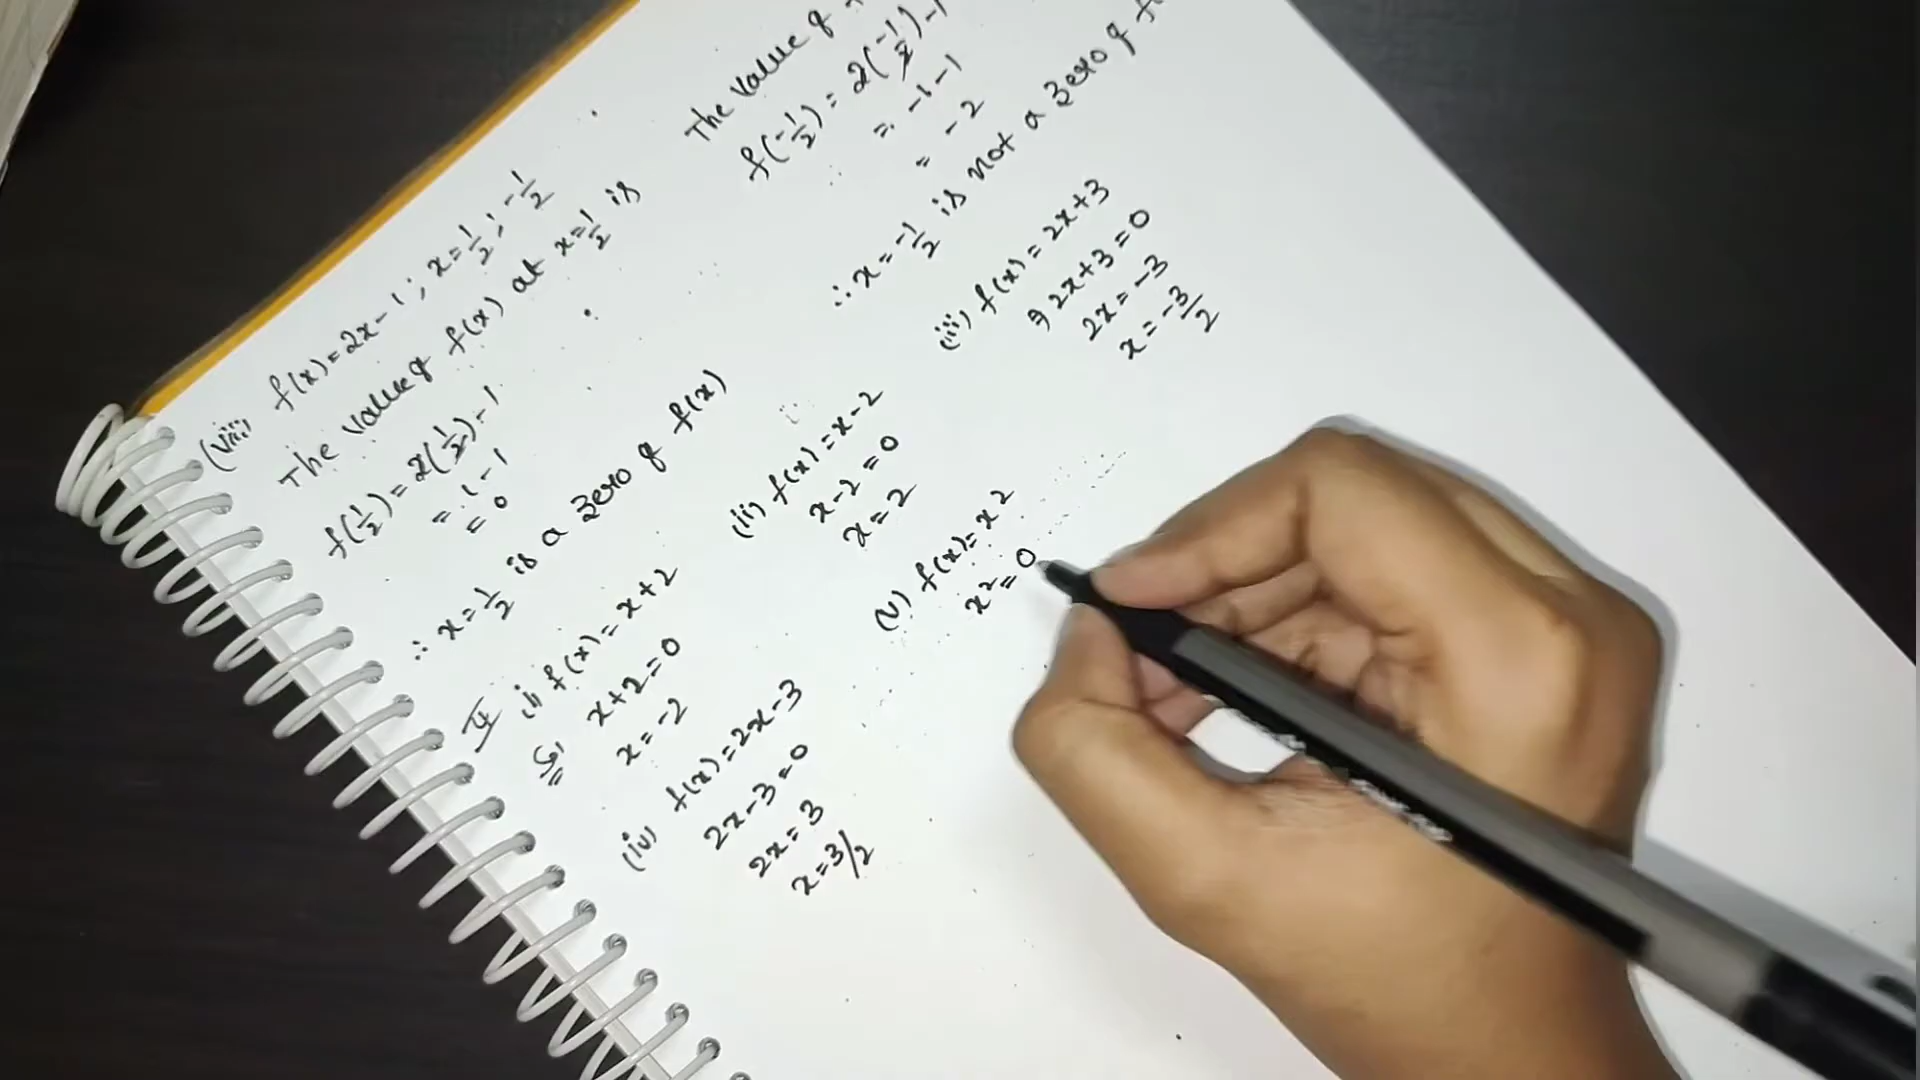 (viii) f(x) = 2x - 1 ; x = 1/2 ; -1/2
The value of f(x) at x = 1/2 is
f(1/2) = 2(1/2) - 1
= 1 - 1
= 0
∴ x = 1/2 is a zero of f(x)
The value of
f(-1/2) = 2(-1/2) - 1
= -1 - 1
= -2
∴ x = -1/2 is not a zero of f
II (i) f(x) = x + 2
Sol x + 2 = 0
x = -2
(ii) f(x) = x - 2
x - 2 = 0
x = 2
(iii) f(x) = 2x + 3
⇒ 2x + 3 = 0
2x = -3
x = -3/2
(iv) f(x) = 2x - 3
2x - 3 = 0
2x = 3
x = 3/2
(v) f(x) = x²
x² = 0